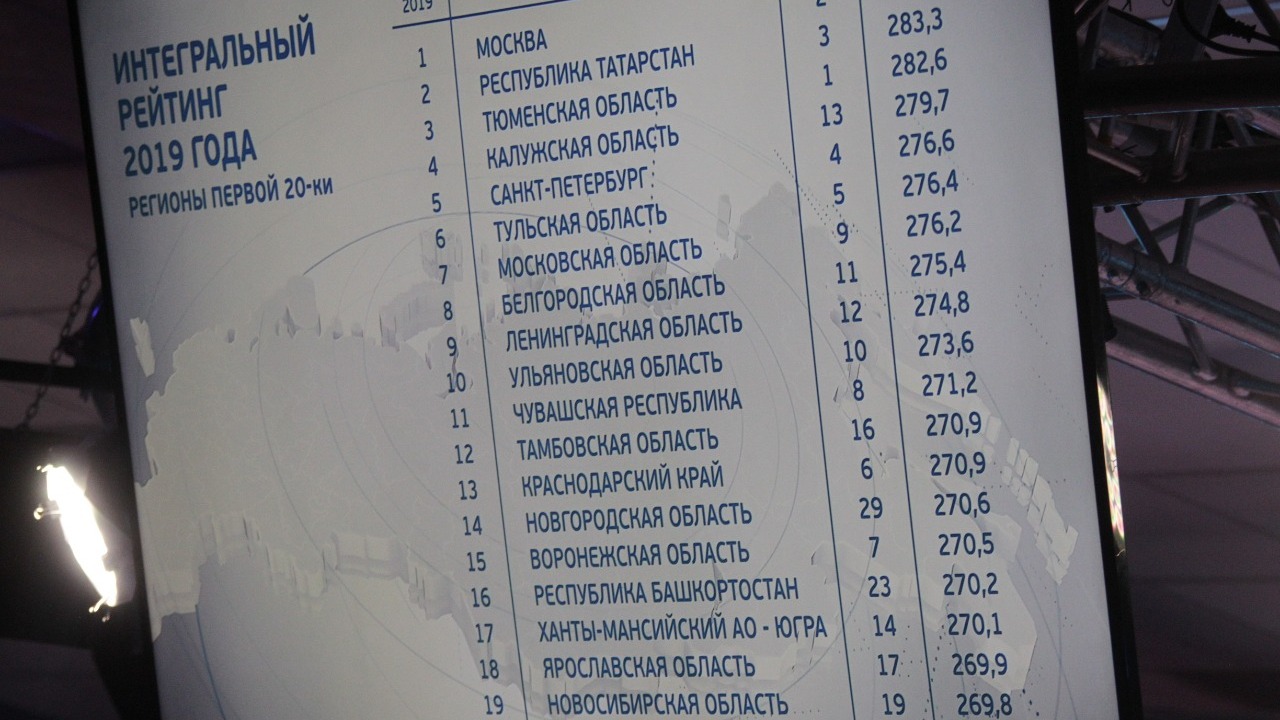 ИНТЕГРАЛЬНЫЙ
РЕЙТИНГ
2019 ГОДА
РЕГИОНЫ ПЕРВОЙ 20-КИ
2019
1 МОСКВА 2
2 РЕСПУБЛИКА ТАТАРСТАН 3 283,3
3 ТЮМЕНСКАЯ ОБЛАСТЬ 1 282,6
4 КАЛУЖСКАЯ ОБЛАСТЬ 13 279,7
5 САНКТ-ПЕТЕРБУРГ 4 276,6
6 ТУЛЬСКАЯ ОБЛАСТЬ 5 276,4
7 МОСКОВСКАЯ ОБЛАСТЬ 9 276,2
8 БЕЛГОРОДСКАЯ ОБЛАСТЬ 11 275,4
9 ЛЕНИНГРАДСКАЯ ОБЛАСТЬ 12 274,8
10 УЛЬЯНОВСКАЯ ОБЛАСТЬ 10 273,6
11 ЧУВАШСКАЯ РЕСПУБЛИКА 8 271,2
12 ТАМБОВСКАЯ ОБЛАСТЬ 16 270,9
13 КРАСНОДАРСКИЙ КРАЙ 6 270,9
14 НОВГОРОДСКАЯ ОБЛАСТЬ 29 270,6
15 ВОРОНЕЖСКАЯ ОБЛАСТЬ 7 270,5
16 РЕСПУБЛИКА БАШКОРТОСТАН 23 270,2
17 ХАНТЫ-МАНСИЙСКИЙ АО - ЮГРА 14 270,1
18 ЯРОСЛАВСКАЯ ОБЛАСТЬ 17 269,9
19 НОВОСИБИРСКАЯ ОБЛАСТЬ 19 269,8